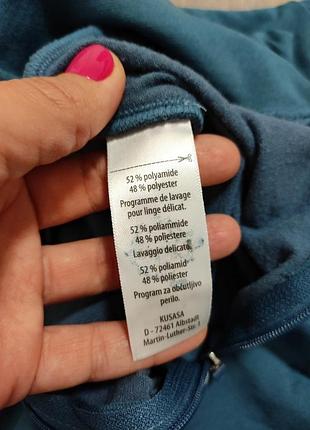 52 % polyamide
48 % polyester
Programme de lavage
pour linge délicat.
52 % poliammide
48 % poliestere
Lavaggio delicato.
52 % poliamid
48 % poliester
Program za občutljivo
perilo.
KUSASA
D - 72461 Albstadt
Martin-Luther-Str. 1